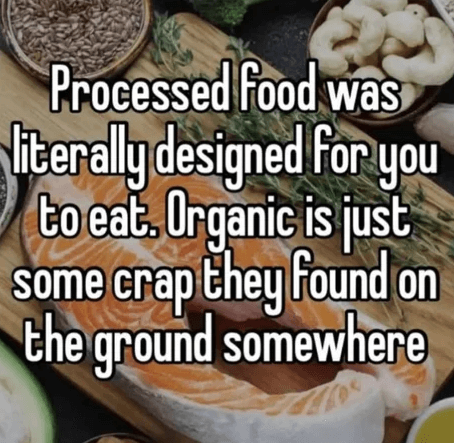 Processed food was
literally designed for you
to eat. Organic is just
some crap they found on
the ground somewhere